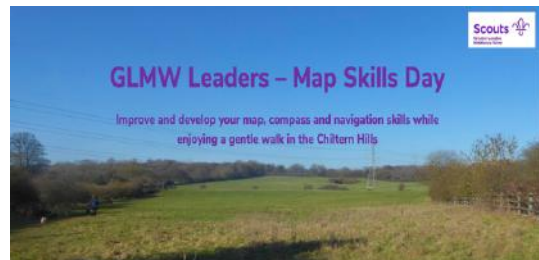 Scouts
GLMW Leaders – Map Skills Day
Improve and develop your map, compass and navigation skills while
enjoying a gentle walk in the Chiltern Hills